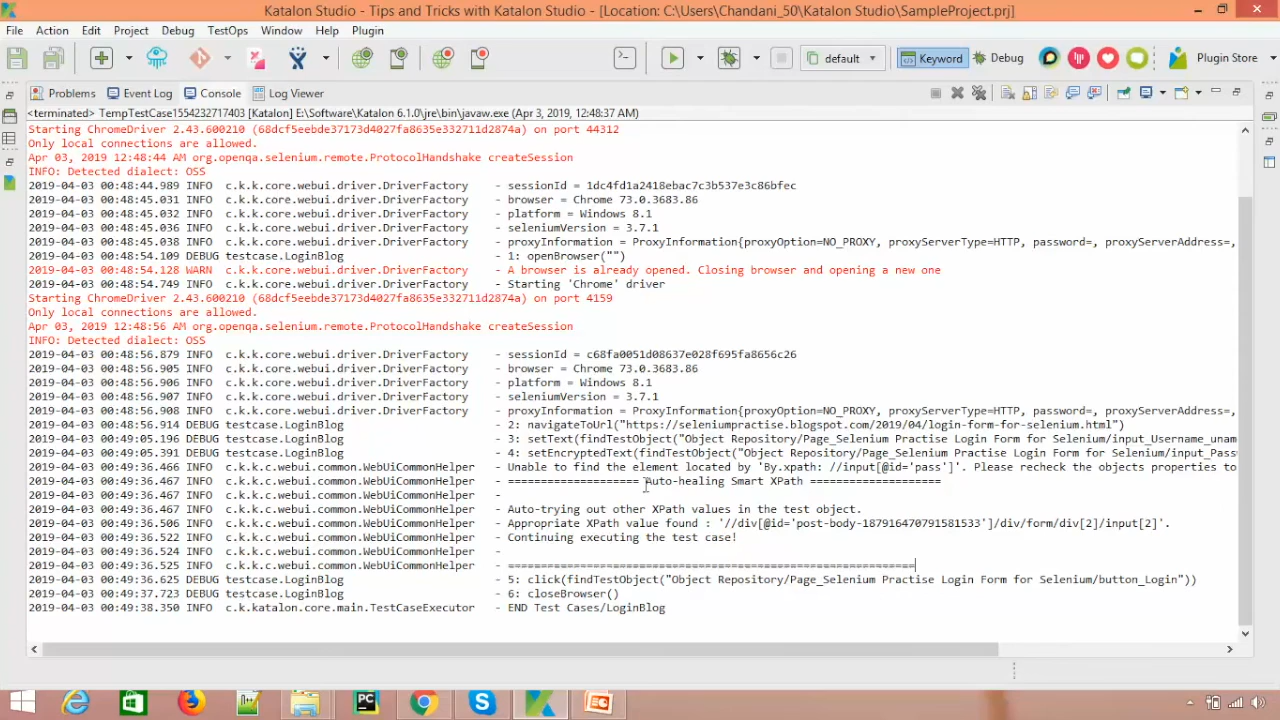 Katalon Studio - Tips and Tricks with Katalon Studio - [Location: C:\Users\Chandani_50\Katalon Studio\SampleProject.prj]
File Action Edit Project Debug TestOps Window Help Plugin
default Keyword Debug Plugin Store
Problems Event Log Console Log Viewer
<terminated> TempTestCase1554232717403 [Katalon] E:\Software\Katalon 6.1.0\jre\bin\javaw.exe (Apr 3, 2019, 12:48:37 AM)
Starting ChromeDriver 2.43.600210 (68dcf5eebde37173d4027fa8635e332711d2874a) on port 44312
Only local connections are allowed.
Apr 03, 2019 12:48:44 AM org.openqa.selenium.remote.ProtocolHandshake createSession
INFO: Detected dialect: OSS
2019-04-03 00:48:44.989 INFO c.k.k.core.webui.driver.DriverFactory - sessionId = 1dc4fd1a2418ebac7c3b537e3c86bfec
2019-04-03 00:48:45.031 INFO c.k.k.core.webui.driver.DriverFactory - browser = Chrome 73.0.3683.86
2019-04-03 00:48:45.032 INFO c.k.k.core.webui.driver.DriverFactory - platform = Windows 8.1
2019-04-03 00:48:45.036 INFO c.k.k.core.webui.driver.DriverFactory - seleniumVersion = 3.7.1
2019-04-03 00:48:45.038 INFO c.k.k.core.webui.driver.DriverFactory - proxyInformation = ProxyInformation{proxyOption=NO_PROXY, proxyServerType=HTTP, password=, proxyServerAddress=,
2019-04-03 00:48:54.109 DEBUG testcase.LoginBlog - 1: openBrowser("")
2019-04-03 00:48:54.128 WARN c.k.k.core.webui.driver.DriverFactory - A browser is already opened. Closing browser and opening a new one
2019-04-03 00:48:54.749 INFO c.k.k.core.webui.driver.DriverFactory - Starting 'Chrome' driver
Starting ChromeDriver 2.43.600210 (68dcf5eebde37173d4027fa8635e332711d2874a) on port 4159
Only local connections are allowed.
Apr 03, 2019 12:48:56 AM org.openqa.selenium.remote.ProtocolHandshake createSession
INFO: Detected dialect: OSS
2019-04-03 00:48:56.879 INFO c.k.k.core.webui.driver.DriverFactory - sessionId = c68fa0051d08637e028f695fa8656c26
2019-04-03 00:48:56.905 INFO c.k.k.core.webui.driver.DriverFactory - browser = Chrome 73.0.3683.86
2019-04-03 00:48:56.906 INFO c.k.k.core.webui.driver.DriverFactory - platform = Windows 8.1
2019-04-03 00:48:56.907 INFO c.k.k.core.webui.driver.DriverFactory - seleniumVersion = 3.7.1
2019-04-03 00:48:56.908 INFO c.k.k.core.webui.driver.DriverFactory - proxyInformation = ProxyInformation{proxyOption=NO_PROXY, proxyServerType=HTTP, password=, proxyServerAddress=,
2019-04-03 00:48:56.914 DEBUG testcase.LoginBlog - 2: navigateToUrl("https://seleniumpractise.blogspot.com/2019/04/login-form-for-selenium.html")
2019-04-03 00:49:05.196 DEBUG testcase.LoginBlog - 3: setText(findTestObject("Object Repository/Page_Selenium Practise Login Form for Selenium/input_Username_unam
2019-04-03 00:49:05.391 DEBUG testcase.LoginBlog - 4: setEncryptedText(findTestObject("Object Repository/Page_Selenium Practise Login Form for Selenium/input_Pas
2019-04-03 00:49:36.466 INFO c.k.k.c.webui.common.WebUiCommonHelper - Unable to find the element located by 'By.xpath: //input[@id='pass']'. Please recheck the objects properties to
2019-04-03 00:49:36.467 INFO c.k.k.c.webui.common.WebUiCommonHelper - ==================== Auto-healing Smart XPath ====================
2019-04-03 00:49:36.467 INFO c.k.k.c.webui.common.WebUiCommonHelper -
2019-04-03 00:49:36.467 INFO c.k.k.c.webui.common.WebUiCommonHelper - Auto-trying out other XPath values in the test object.
2019-04-03 00:49:36.506 INFO c.k.k.c.webui.common.WebUiCommonHelper - Appropriate XPath value found : '//div[@id='post-body-187916470791581533']/div/form/div[2]/input[2]'.
2019-04-03 00:49:36.522 INFO c.k.k.c.webui.common.WebUiCommonHelper - Continuing executing the test case!
2019-04-03 00:49:36.524 INFO c.k.k.c.webui.common.WebUiCommonHelper -
2019-04-03 00:49:36.525 INFO c.k.k.c.webui.common.WebUiCommonHelper - ==============================================================
2019-04-03 00:49:36.625 DEBUG testcase.LoginBlog - 5: click(findTestObject("Object Repository/Page_Selenium Practise Login Form for Selenium/button_Login"))
2019-04-03 00:49:37.723 DEBUG testcase.LoginBlog - 6: closeBrowser()
2019-04-03 00:49:38.350 INFO c.k.katalon.core.main.TestCaseExecutor - END Test Cases/LoginBlog